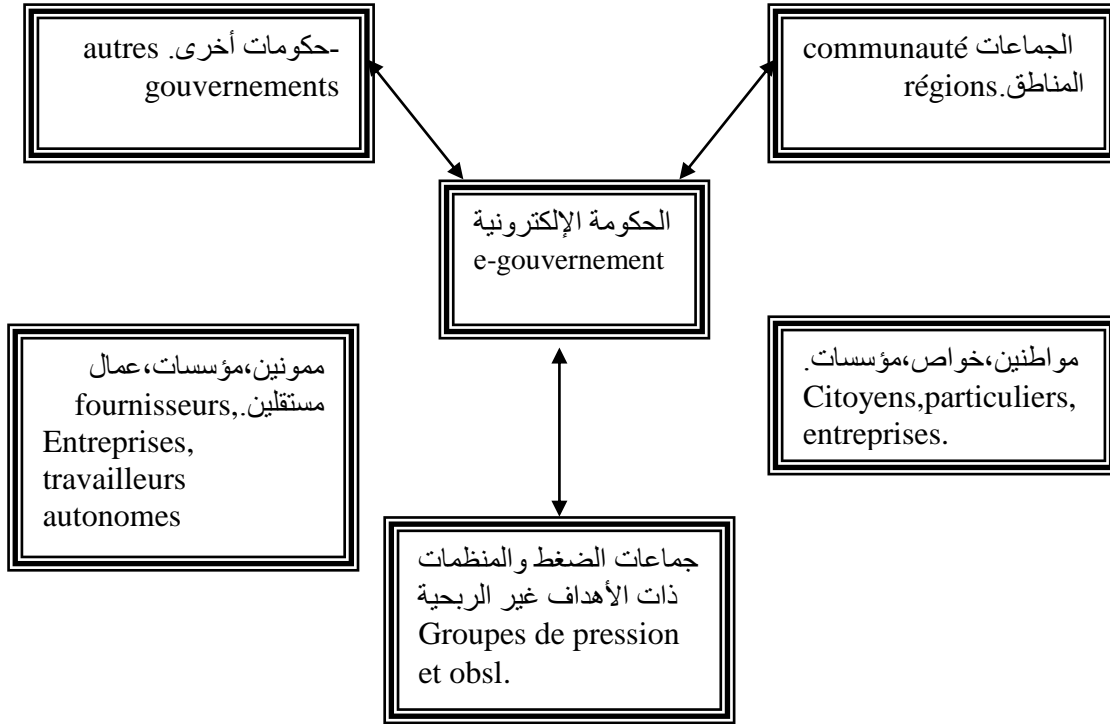 -حكومات أخرى. autres
gouvernements
الجماعات communauté
المناطق.régions
الحكومة الإلكترونية
e-gouvernement
ممونين،مؤسسات،عمال
مستقلين.,fournisseurs
Entreprises,
travailleurs
autonomes
مواطنين،خواص،مؤسسات.
Citoyens,particuliers,
entreprises.
جماعات الضغط والمنظمات
ذات الأهداف غير الربحية
Groupes de pression
et obsl.